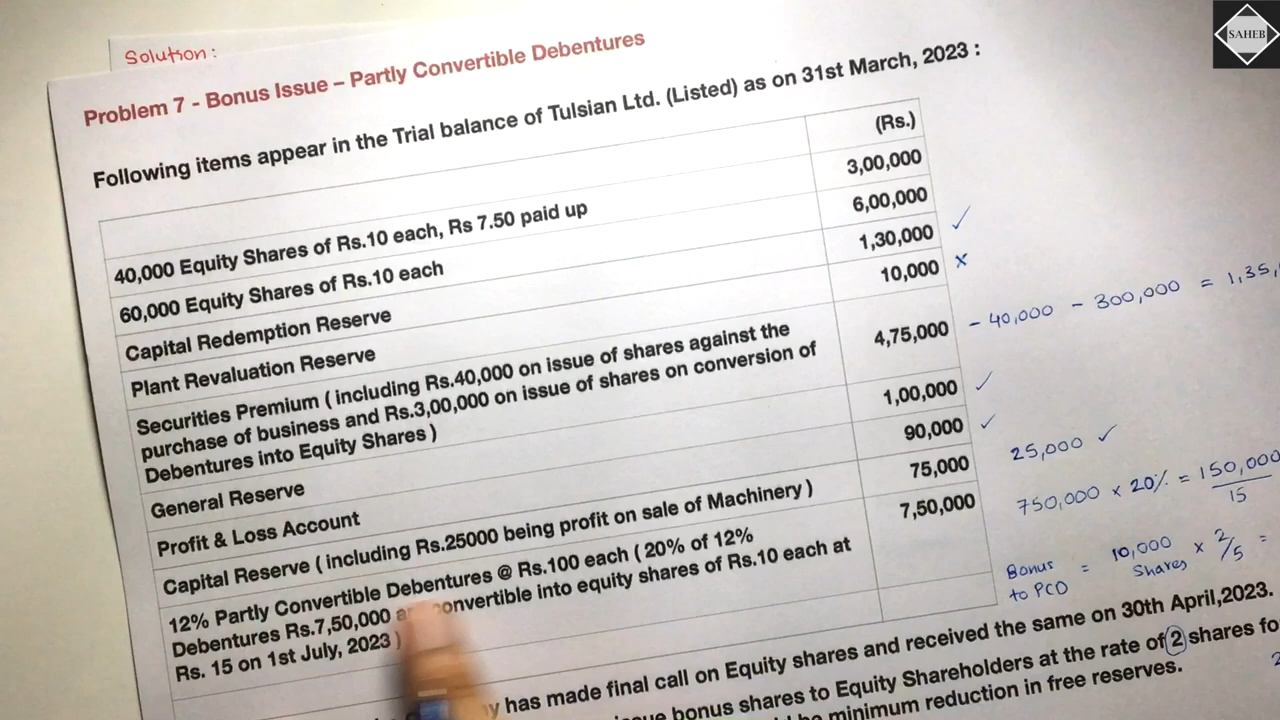 SAHEB
Solution:
Problem 7 - Bonus Issue – Partly Convertible Debentures
Following items appear in the Trial balance of Tulsian Ltd. (Listed) as on 31st March, 2023 :
(Rs.)
40,000 Equity Shares of Rs.10 each, Rs 7.50 paid up 3,00,000
60,000 Equity Shares of Rs.10 each 6,00,000
Capital Redemption Reserve 1,30,000 ✓
Plant Revaluation Reserve 10,000 x
Securities Premium ( including Rs.40,000 on issue of shares against the
purchase of business and Rs.3,00,000 on issue of shares on conversion of
Debentures into Equity Shares ) 4,75,000 - 40,000 - 300,000 = 1,35,
General Reserve 1,00,000 ✓
Profit & Loss Account 90,000 ✓
Capital Reserve ( including Rs.25000 being profit on sale of Machinery ) 75,000 25,000 ✓
12% Partly Convertible Debentures @ Rs.100 each ( 20% of 12% 7,50,000 750,000 x 20% = 150,000
15
Debentures Rs.7,50,000 convertible into equity shares of Rs.10 each at
Rs. 15 on 1st July, 2023 )
Bonus to PCD = 10,000 Shares x 2/5 =
has made final call on Equity shares and received the same on 30th April,2023.
bonus shares to Equity Shareholders at the rate of 2 shares
minimum reduction in free reserves.